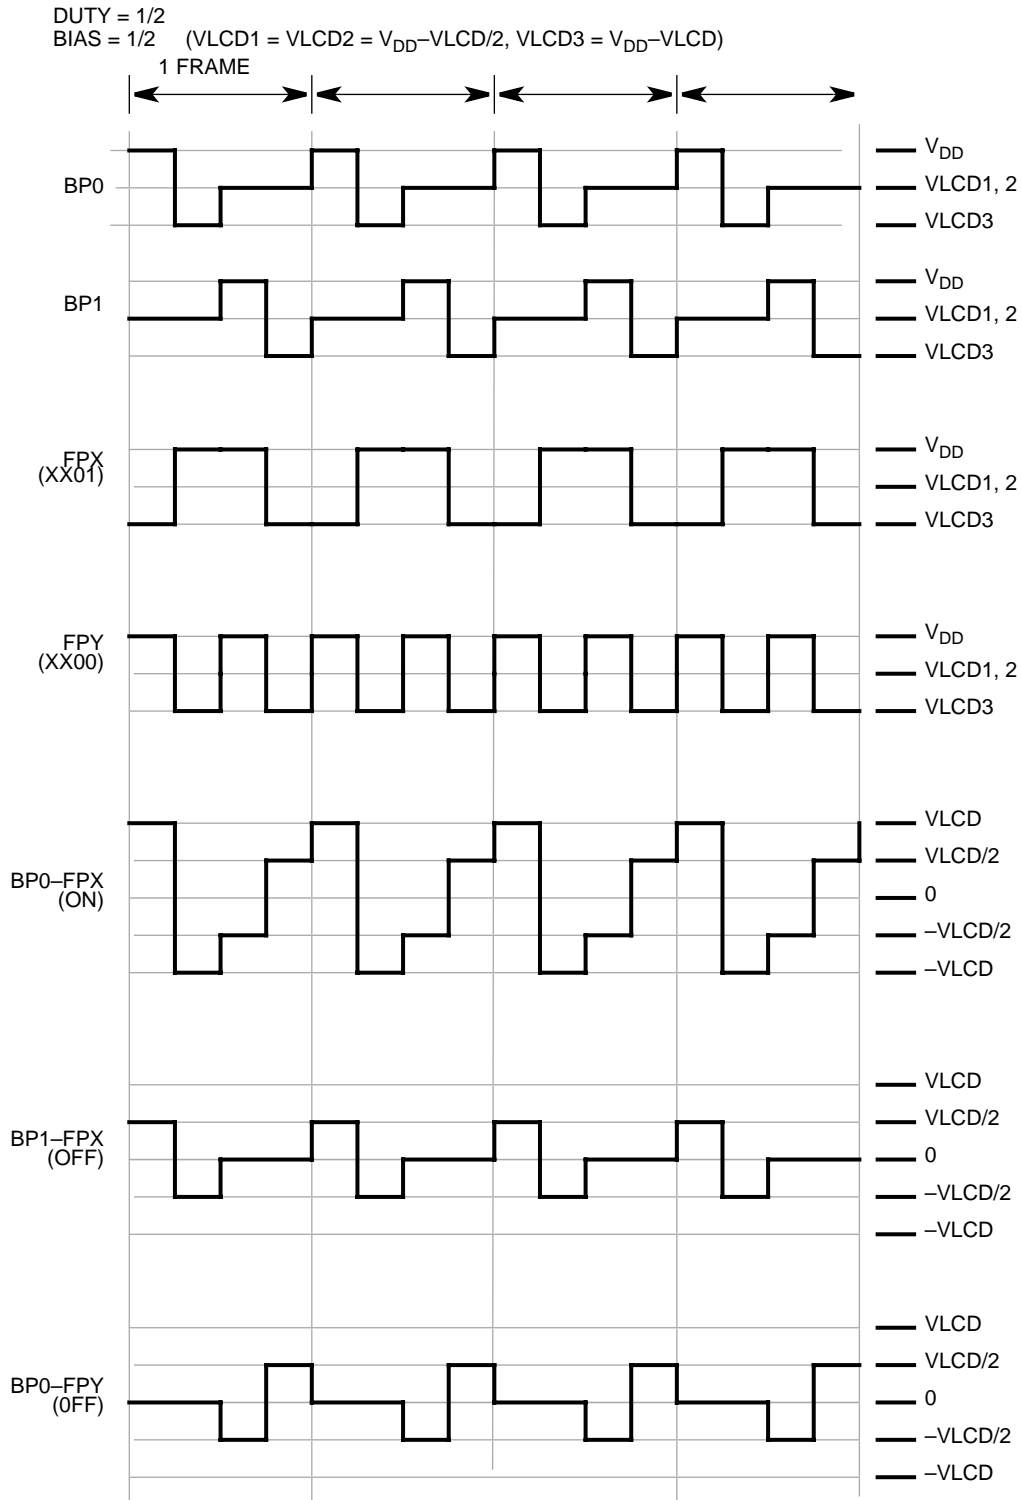 DUTY = 1/2
BIAS = 1/2 (VLCD1 = VLCD2 = VDD–VLCD/2, VLCD3 = VDD–VLCD)
1 FRAME
BP0
VDD
VLCD1, 2
VLCD3
BP1
VDD
VLCD1, 2
VLCD3
FPX
(XX01)
VDD
VLCD1, 2
VLCD3
FPY
(XX00)
VDD
VLCD1, 2
VLCD3
BP0–FPX
(ON)
VLCD
VLCD/2
0
–VLCD/2
–VLCD
BP1–FPX
(OFF)
VLCD
VLCD/2
0
–VLCD/2
–VLCD
BP0–FPY
(0FF)
VLCD
VLCD/2
0
–VLCD/2
–VLCD